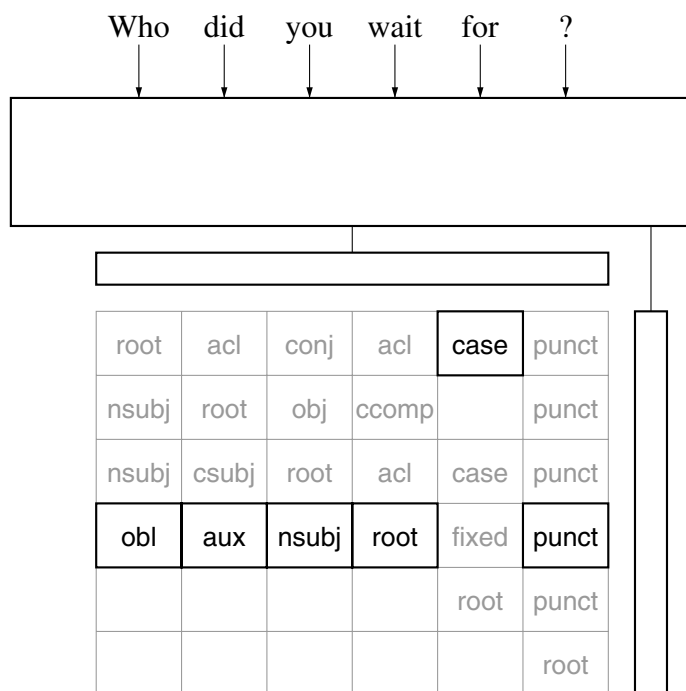 Who did you wait for ?
root acl conj acl case punct
nsubj root obj ccomp punct
nsubj csubj root acl case punct
obl aux nsubj root fixed punct
root punct
root